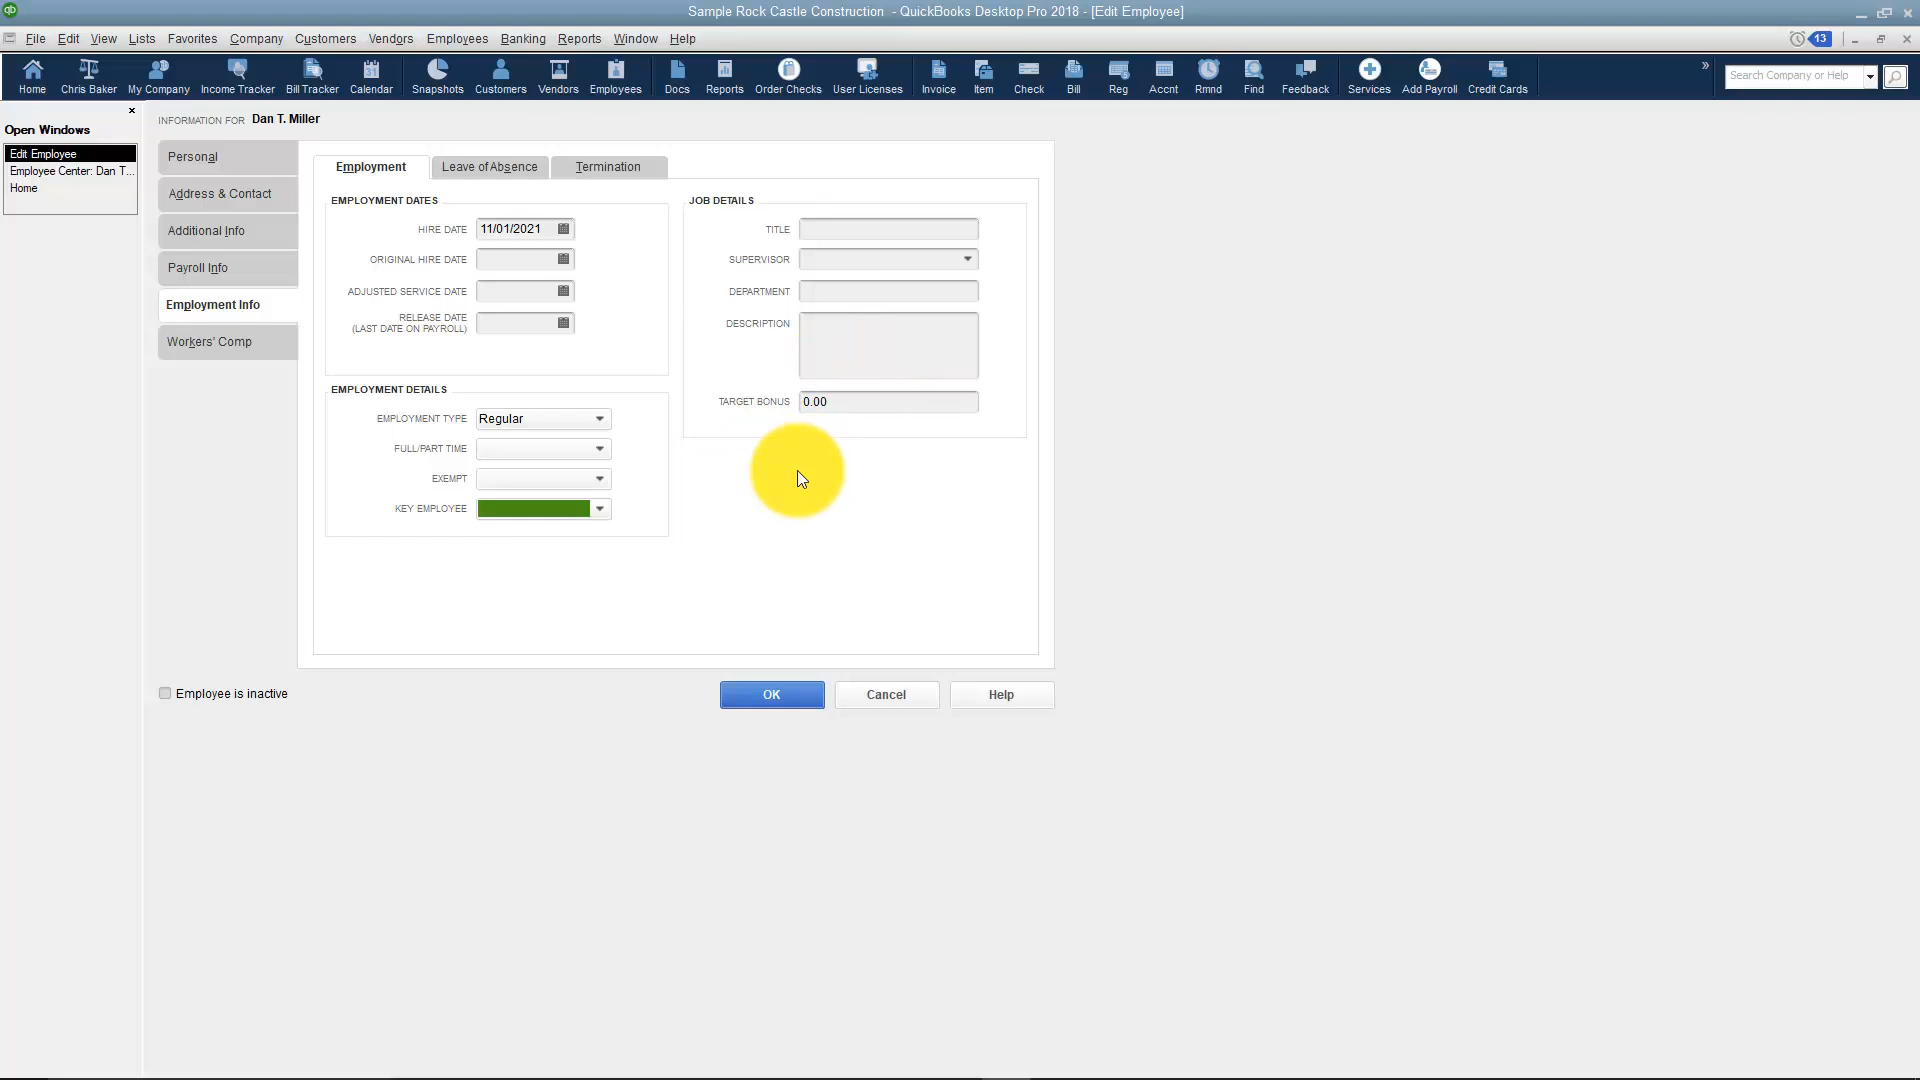 Sample Rock Castle Construction - QuickBooks Desktop Pro 2018 - [Edit Employee]
File Edit View Lists Favorites Company Customers Vendors Employees Banking Reports Window Help
13
Home Chris Baker My Company Income Tracker Bill Tracker Calendar Snapshots Customers Vendors Employees Docs Reports Order Checks User Licenses Invoice Item Check Bill Reg Accnt Rmnd Find Feedback Services Add Payroll Credit Cards
31
Search Company or Help
Open Windows
Edit Employee
Employee Center: Dan T...
Home
INFORMATION FOR Dan T. Miller
Personal
Address & Contact
Additional Info
Payroll Info
Employment Info
Workers' Comp
Employment Leave of Absence Termination
EMPLOYMENT DATES
HIRE DATE 11/01/2021
ORIGINAL HIRE DATE
ADJUSTED SERVICE DATE
RELEASE DATE
(LAST DATE ON PAYROLL)
EMPLOYMENT DETAILS
EMPLOYMENT TYPE Regular
FULL/PART TIME
EXEMPT
KEY EMPLOYEE
JOB DETAILS
TITLE
SUPERVISOR
DEPARTMENT
DESCRIPTION
TARGET BONUS 0.00
Employee is inactive
OK Cancel Help